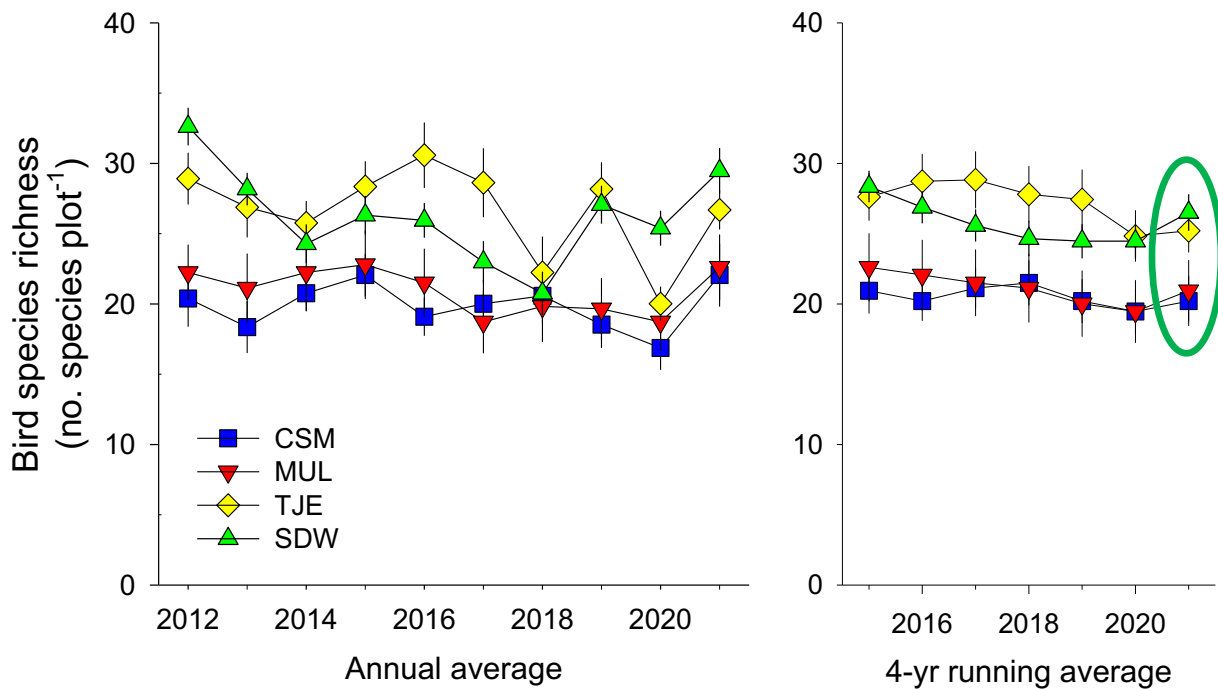 Bird species richness
(no. species plot-1)
40
30
20
10
0
CSM
MUL
TJE
SDW
2012 2014 2016 2018 2020
Annual average
40
30
20
10
0
2016 2018 2020
4-yr running average